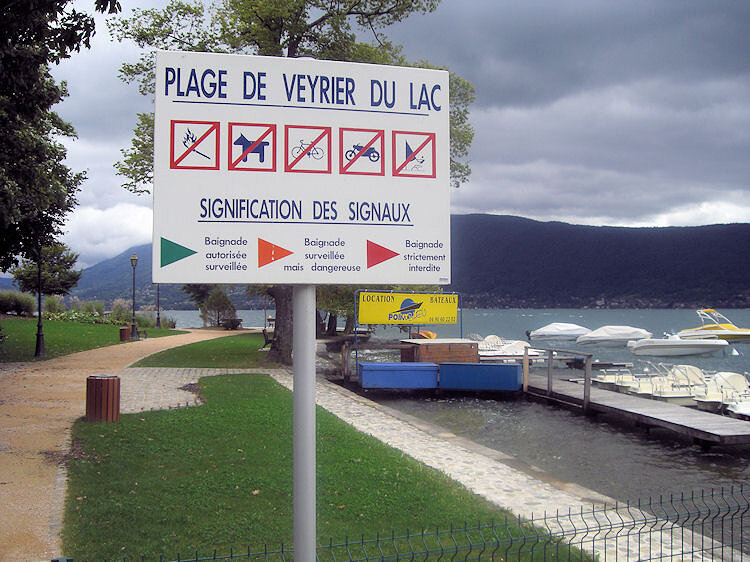 PLAGE DE VEYRIER DU LAC
SIGNIFICATION DES SIGNAUX
Baignade
autorisée
surveillée
Baignade
surveillée
mais dangereuse
Baignade
strictement
interdite
LOCATION BATEAUX